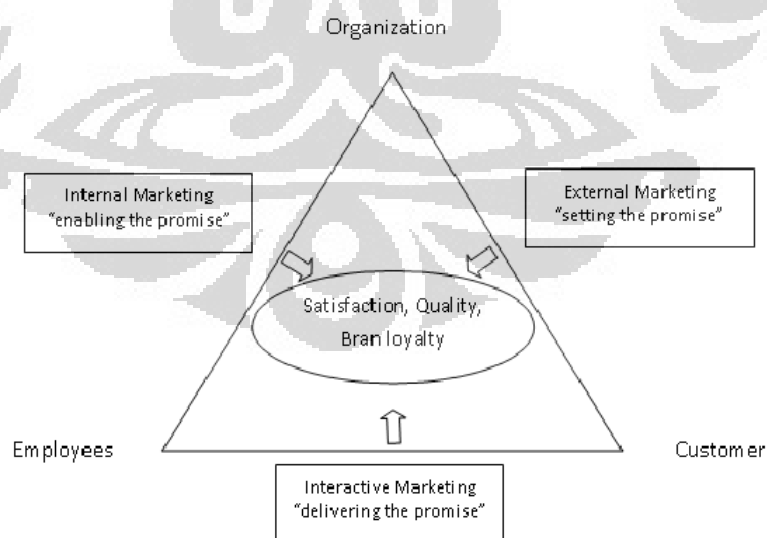 Organization
Internal Marketing
"enabling the promise"
External Marketing
"setting the promise"
Satisfaction, Quality,
Bran loyalty
Employees
Customer
Interactive Marketing
"delivering the promise"